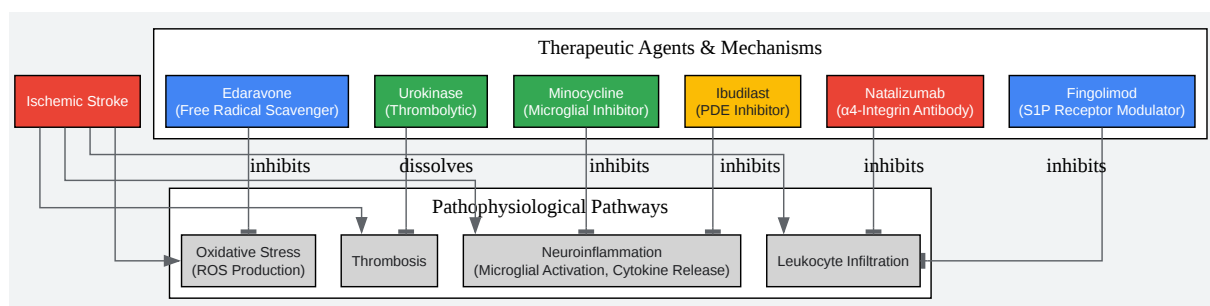 Therapeutic Agents & Mechanisms
Ischemic Stroke
Edaravone
(Free Radical Scavenger)
Urokinase
(Thrombolytic)
Minocycline
(Microglial Inhibitor)
Ibudilast
(PDE Inhibitor)
Natalizumab
(α4-Integrin Antibody)
Fingolimod
(S1P Receptor Modulator)
inhibits
dissolves
inhibits
inhibits
inhibits
inhibits
Pathophysiological Pathways
Oxidative Stress
(ROS Production)
Thrombosis
Neuroinflammation
(Microglial Activation, Cytokine Release)
Leukocyte Infiltration